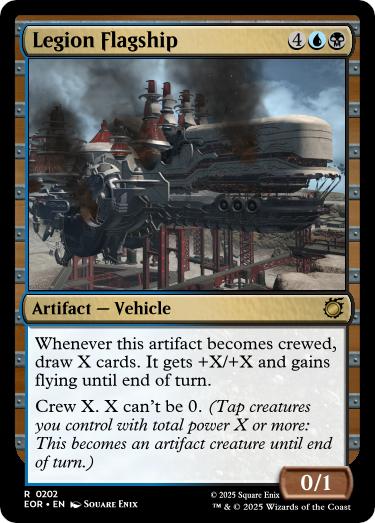 Legion Flagship 4
Artifact — Vehicle
Whenever this artifact becomes crewed,
draw X cards. It gets +X/+X and gains
flying until end of turn.
Crew X. X can't be 0. (Tap creatures
you control with total power X or more:
This becomes an artifact creature until end
of turn.)
0/1
R 0202
EOR • EN Square Enix
© 2025 Square Enix
™ & © 2025 Wizards of the Coast